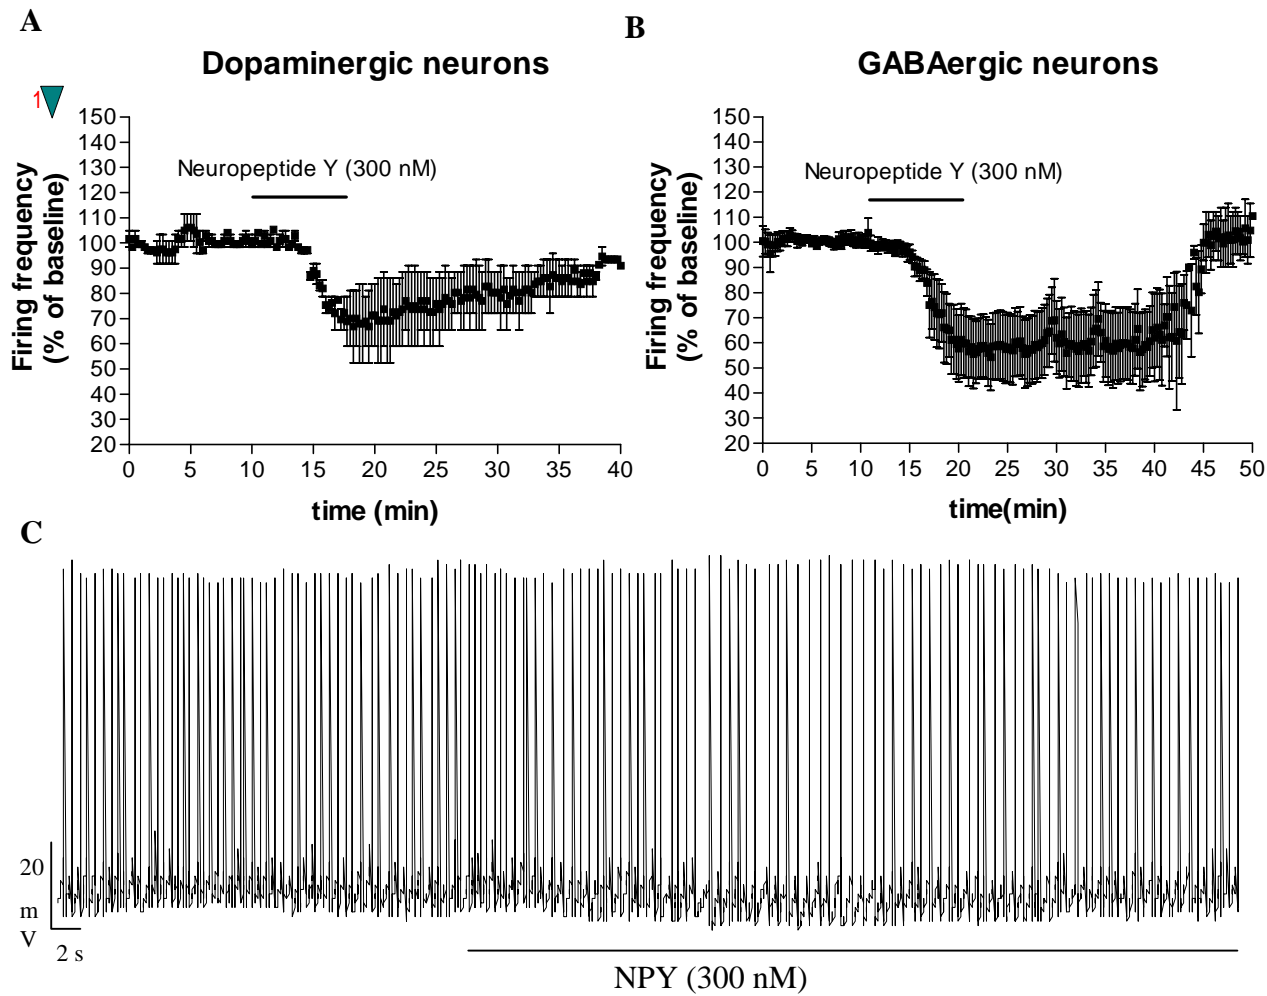 A
B
Dopaminergic neurons
GABAergic neurons
1
150
140
130
120
110
100
90
80
70
60
50
40
30
20
Firing frequency
(% of baseline)
Neuropeptide Y (300 nM)
0 5 10 15 20 25 30 35 40
time (min)
150
140
130
120
110
100
90
80
70
60
50
40
30
20
Firing frequency
(% of baseline)
Neuropeptide Y (300 nM)
0 5 10 15 20 25 30 35 40 45 50
time(min)
C
20
m
V
2 s
NPY (300 nM)